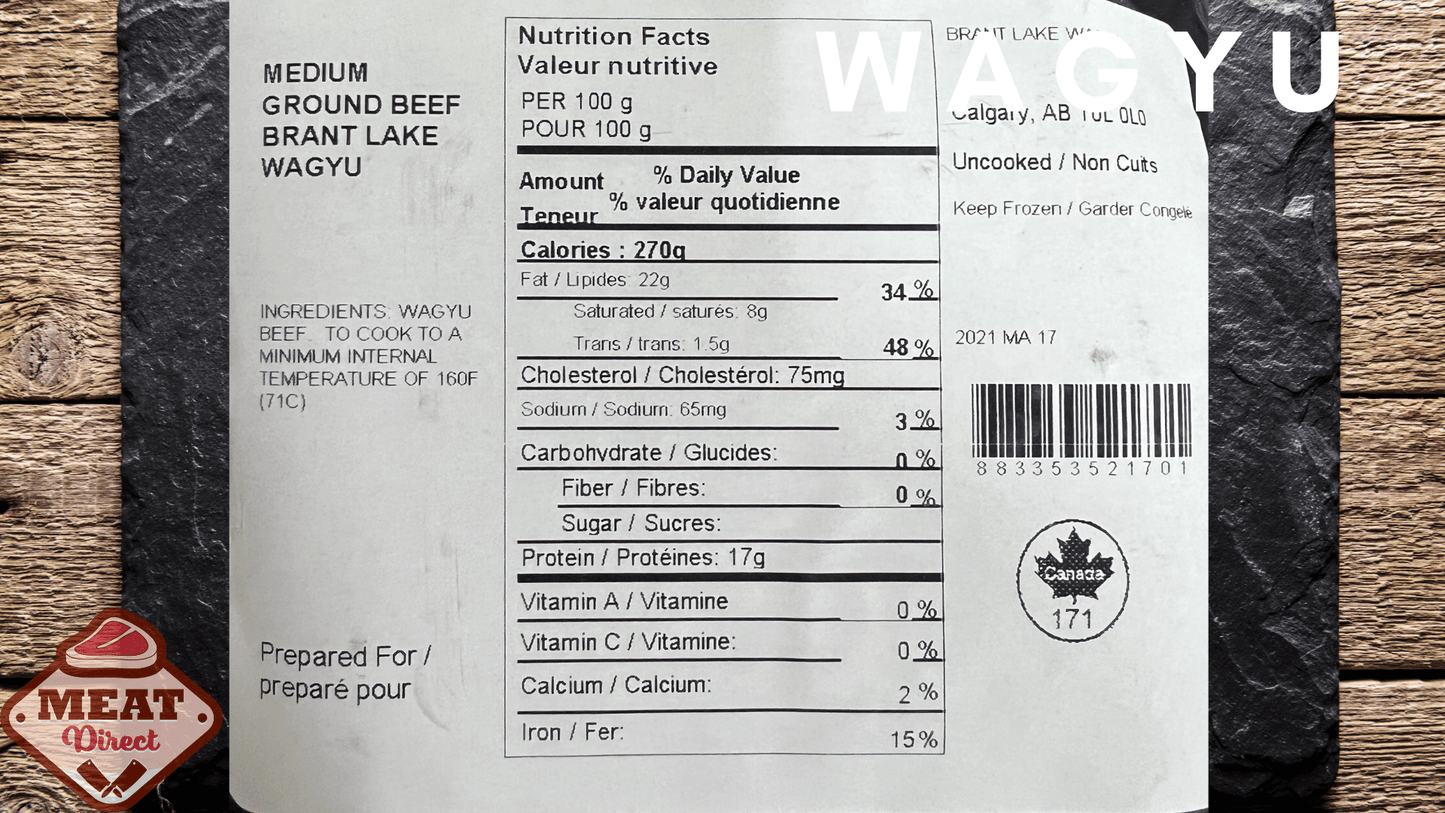 WAGYU
MEDIUM
GROUND BEEF
BRANT LAKE
WAGYU
INGREDIENTS: WAGYU
BEEF. TO COOK TO A
MINIMUM INTERNAL
TEMPERATURE OF 160F
(71C)
Prepared For /
preparé pour
Nutrition Facts
Valeur nutritive
PER 100 g
POUR 100 g
Amount % Daily Value
Teneur % valeur quotidienne
Calories : 270g
Fat / Lipides: 22g 34 %
Saturated / saturés: 8g
Trans / trans: 1.5g 48 %
Cholesterol / Cholestérol: 75mg
Sodium / Sodium: 65mg 3 %
Carbohydrate / Glucides: 0 %
Fiber / Fibres: 0 %
Sugar / Sucres:
Protein / Protéines: 17g
Vitamin A / Vitamine 0 %
Vitamin C / Vitamine: 0 %
Calcium / Calcium: 2 %
Iron / Fer: 15 %
BRANT LAKE
Calgary, AB T0L 0L0
Uncooked / Non Cuits
Keep Frozen / Garder Congelé
2021 MA 17
883353521701
Canada
171
MEAT
Direct